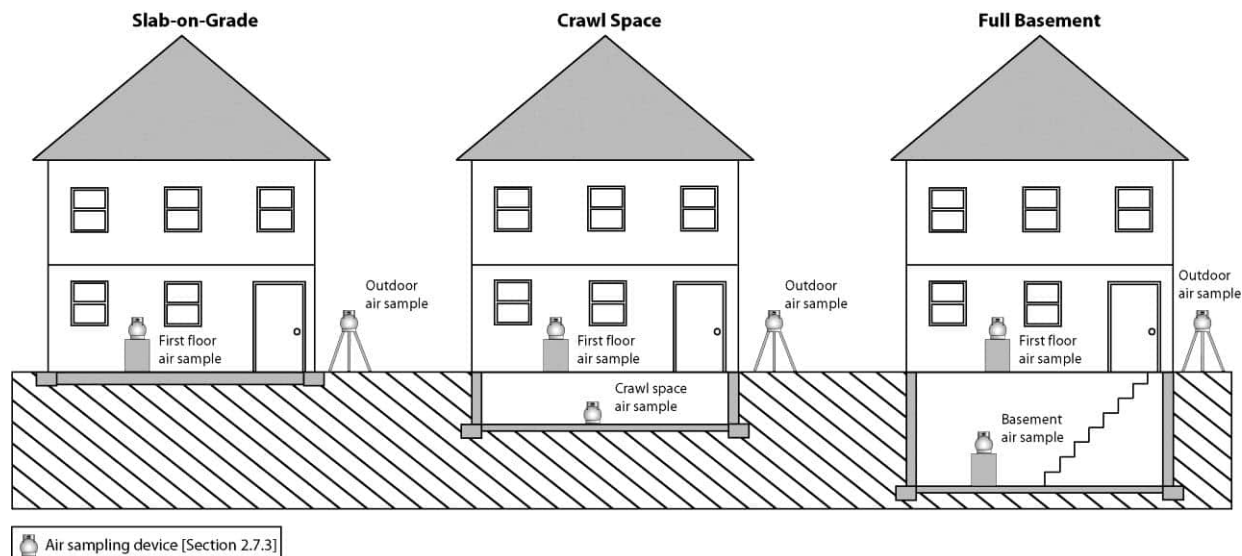 Slab-on-Grade
Crawl Space
Full Basement
Outdoor
air sample
First floor
air sample
Outdoor
air sample
First floor
air sample
Crawl space
air sample
Outdoor
air sample
First floor
air sample
Basement
air sample
Air sampling device [Section 2.7.3]